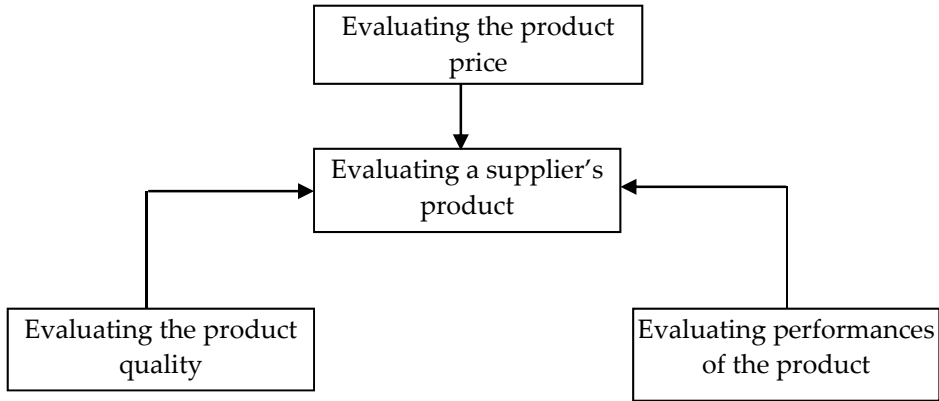 Evaluating the product
price
Evaluating a supplier’s
product
Evaluating the product
quality
Evaluating performances
of the product